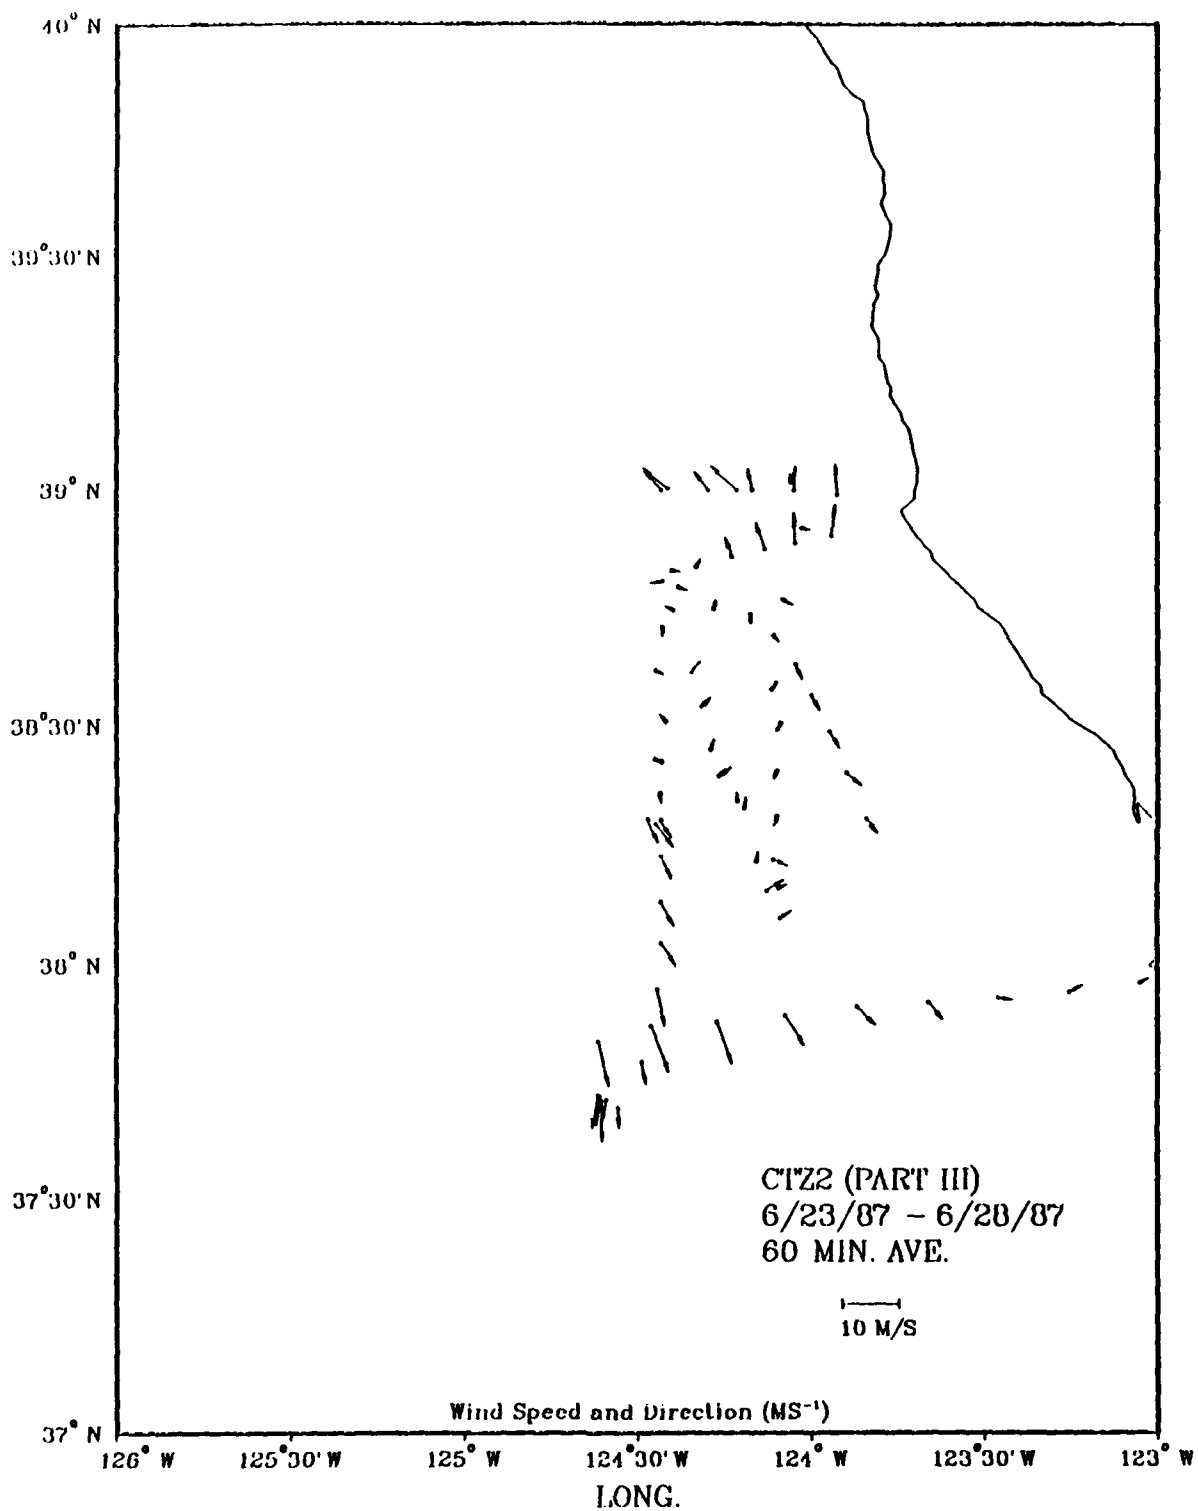 40° N
39°30' N
39° N
38°30' N
38° N
37°30' N
37° N
CTZ2 (PART III)
6/23/87 – 6/28/87
60 MIN. AVE.
10 M/S
Wind Speed and Direction (MS⁻¹)
126° W 125°30' W 125° W 124°30' W 124° W 123°30' W 123° W
LONG.